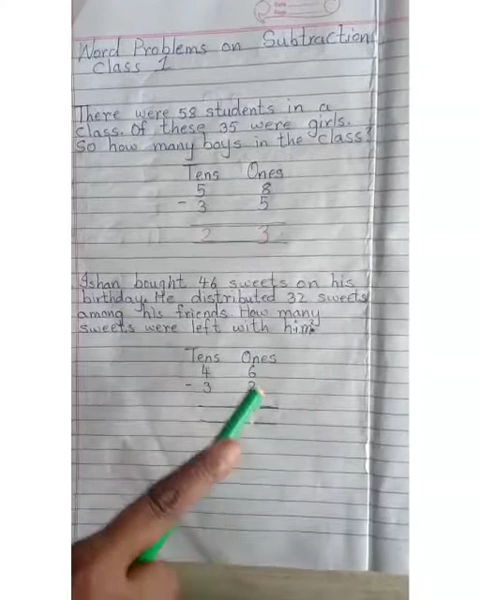 Word Problems on Subtraction
Class 1
There were 58 students in a
class. Of these 35 were girls.
So how many boys in the class?
Tens Ones
5 8
- 3 5
2 3
Ishan bought 46 sweets on his
birthday. He distributed 32 sweets
among his friends. How many
sweets were left with him?
Tens Ones
4 6
- 3 2